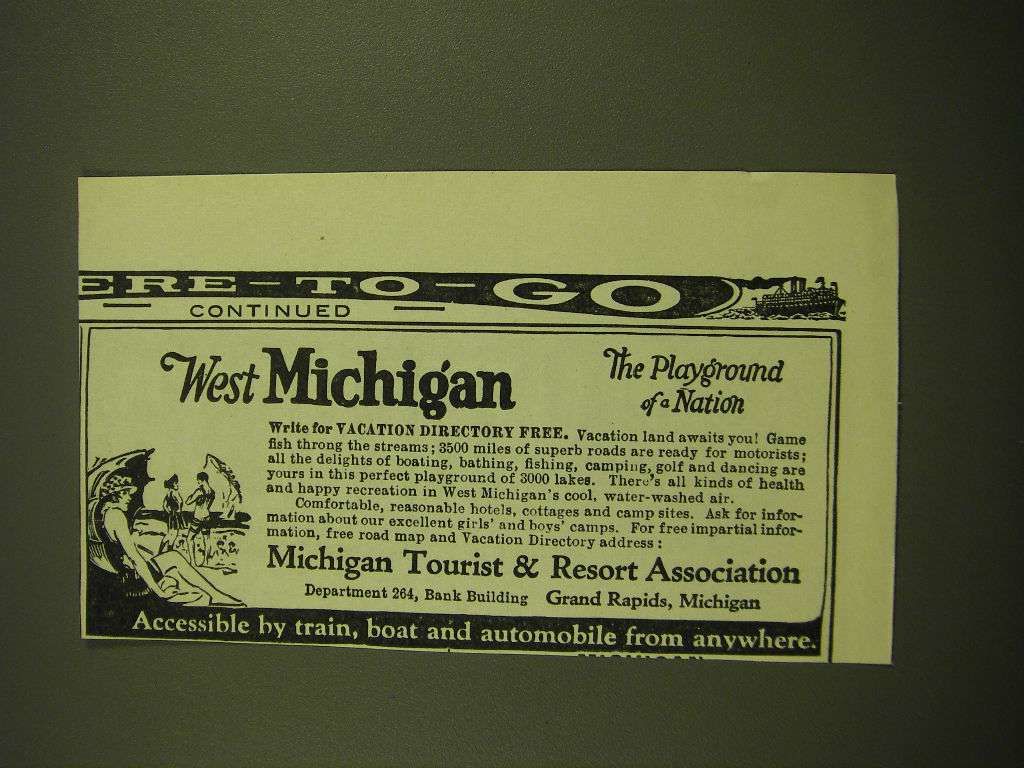 ERE-TO-GO
CONTINUED
West Michigan
The Playground
of a Nation
Write for VACATION DIRECTORY FREE. Vacation land awaits you! Game
fish throng the streams; 3500 miles of superb roads are ready for motorists;
all the delights of boating, bathing, fishing, camping, golf and dancing are
yours in this perfect playground of 3000 lakes. There's all kinds of health
and happy recreation in West Michigan's cool, water-washed air.
Comfortable, reasonable hotels, cottages and camp sites. Ask for infor-
mation about our excellent girls' and boys' camps. For free impartial infor-
mation, free road map and Vacation Directory address:
Michigan Tourist & Resort Association
Department 264, Bank Building Grand Rapids, Michigan
Accessible by train, boat and automobile from anywhere.